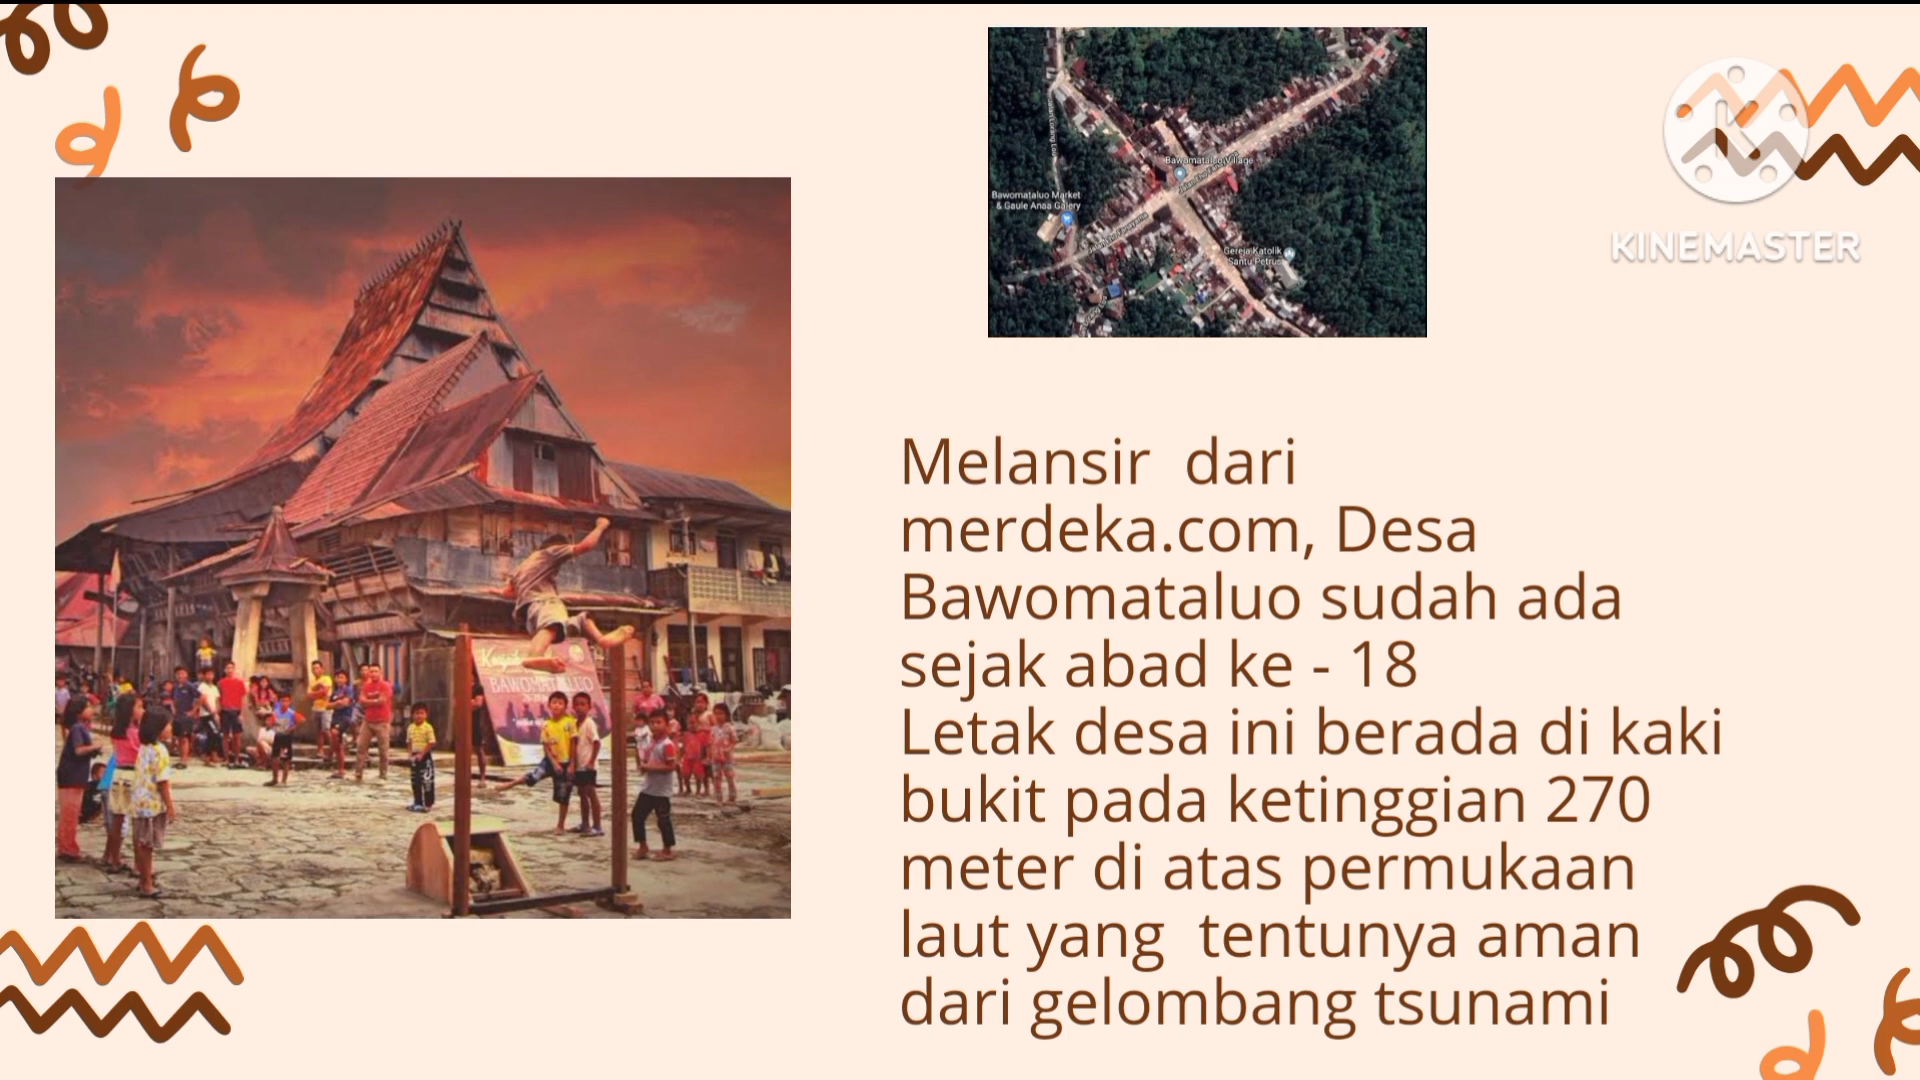 Bawomataluo Village
Bawomataluo Market
& Gaule Anaa Galery
Gereja Katolik
Santu Petrus
KINEMASTER
BAWOMATALUO
Melansir dari
merdeka.com, Desa
Bawomataluo sudah ada
sejak abad ke - 18
Letak desa ini berada di kaki
bukit pada ketinggian 270
meter di atas permukaan
laut yang tentunya aman
dari gelombang tsunami